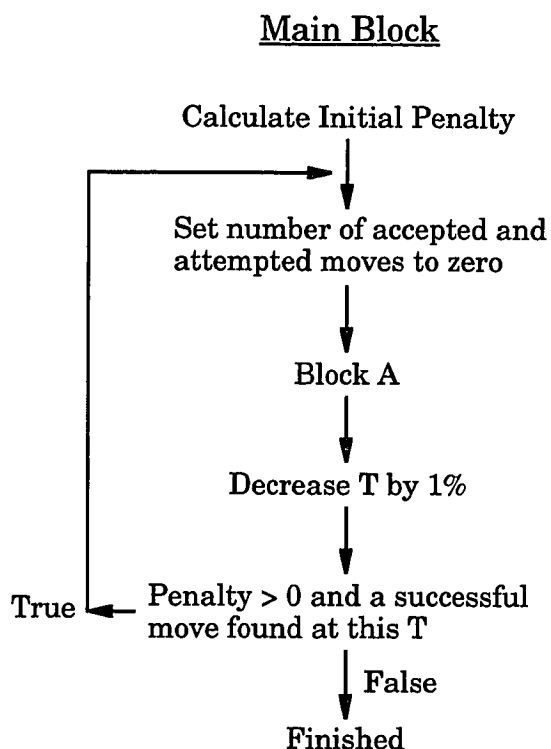 Main Block
Calculate Initial Penalty
Set number of accepted and
attempted moves to zero
Block A
Decrease T by 1%
Penalty > 0 and a successful
move found at this T
True
False
Finished